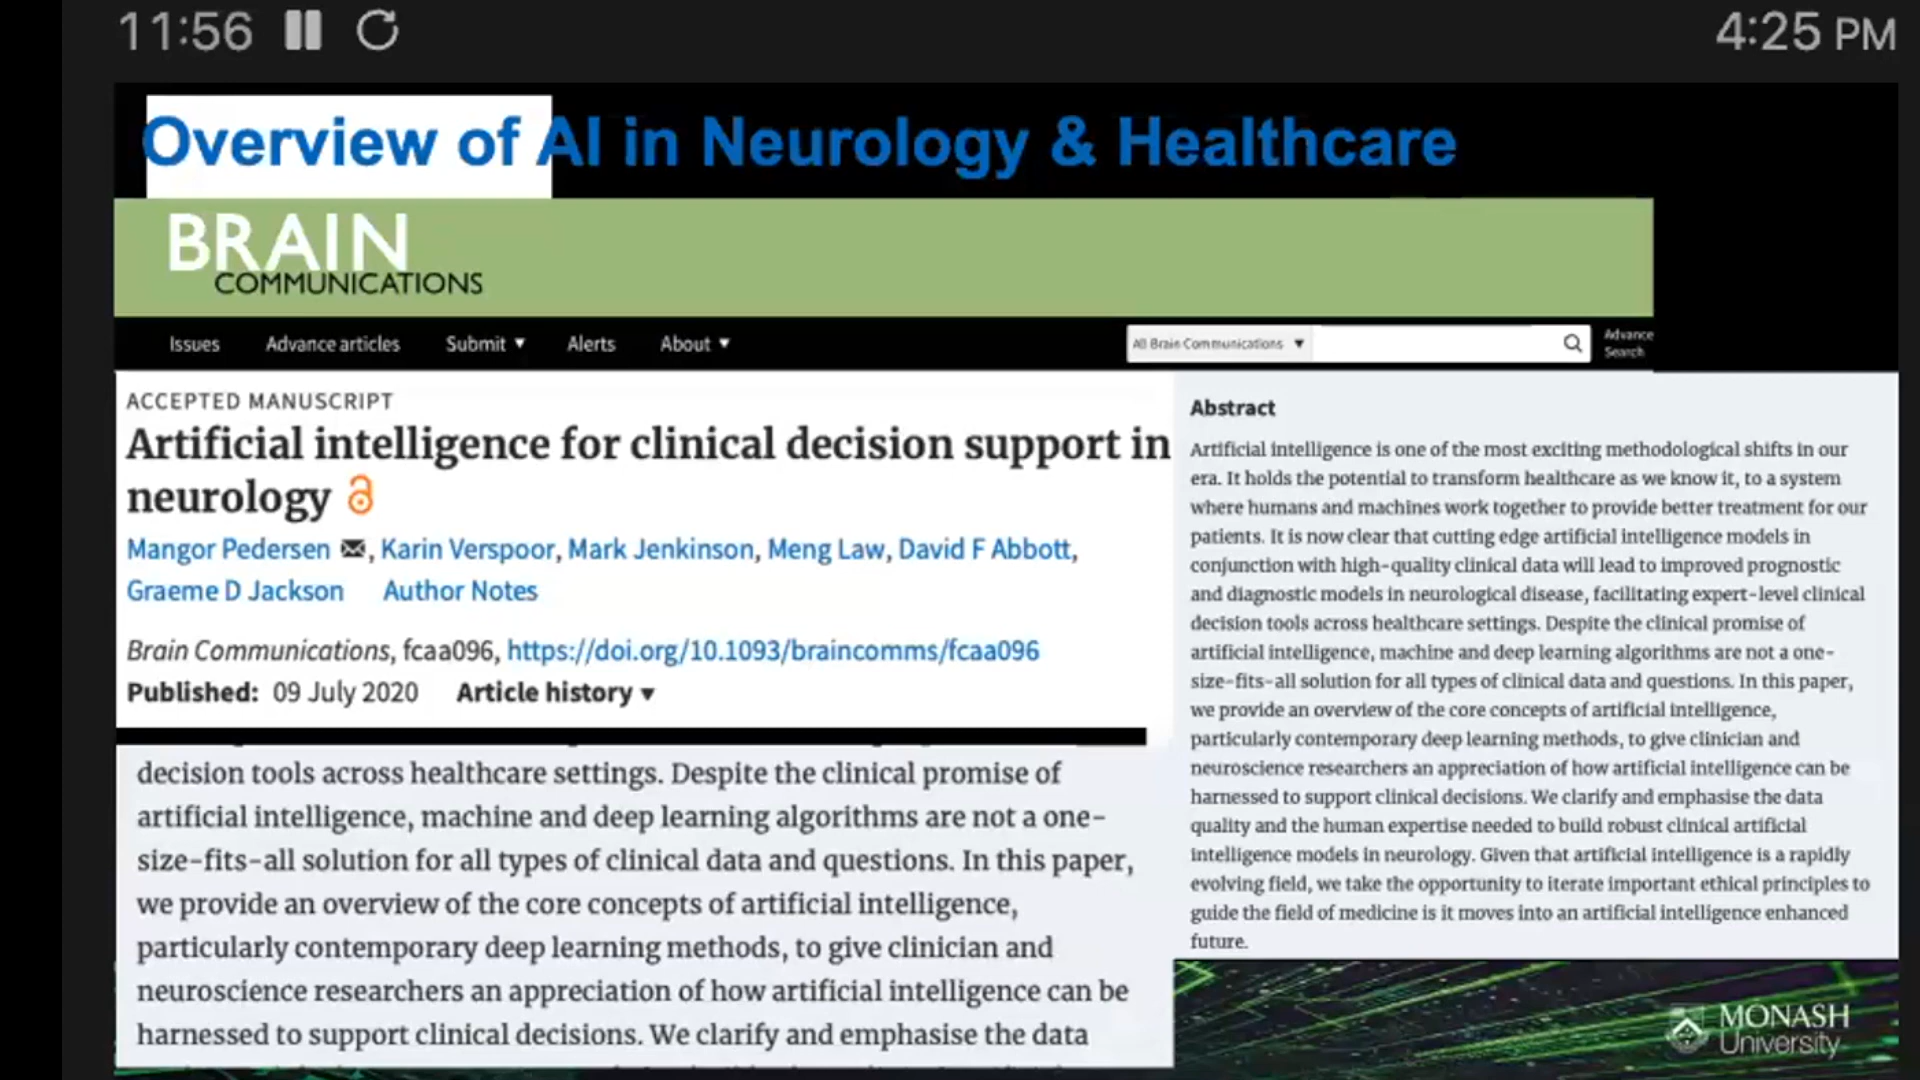 11:56
4:25 PM
Overview of AI in Neurology & Healthcare
BRAIN
COMMUNICATIONS
Issues
Advance articles
Submit ▼
Alerts
About ▼
All Brain Communications ▼
Advance
Search
ACCEPTED MANUSCRIPT
Artificial intelligence for clinical decision support in
neurology
Mangor Pedersen , Karin Verspoor, Mark Jenkinson, Meng Law, David F Abbott,
Graeme D Jackson Author Notes
Brain Communications, fcaa096, https://doi.org/10.1093/braincomms/fcaa096
Published: 09 July 2020 Article history ▼
decision tools across healthcare settings. Despite the clinical promise of
artificial intelligence, machine and deep learning algorithms are not a one-
size-fits-all solution for all types of clinical data and questions. In this paper,
we provide an overview of the core concepts of artificial intelligence,
particularly contemporary deep learning methods, to give clinician and
neuroscience researchers an appreciation of how artificial intelligence can be
harnessed to support clinical decisions. We clarify and emphasise the data
Abstract
Artificial intelligence is one of the most exciting methodological shifts in our
era. It holds the potential to transform healthcare as we know it, to a system
where humans and machines work together to provide better treatment for our
patients. It is now clear that cutting edge artificial intelligence models in
conjunction with high-quality clinical data will lead to improved prognostic
and diagnostic models in neurological disease, facilitating expert-level clinical
decision tools across healthcare settings. Despite the clinical promise of
artificial intelligence, machine and deep learning algorithms are not a one-
size-fits-all solution for all types of clinical data and questions. In this paper,
we provide an overview of the core concepts of artificial intelligence,
particularly contemporary deep learning methods, to give clinician and
neuroscience researchers an appreciation of how artificial intelligence can be
harnessed to support clinical decisions. We clarify and emphasise the data
quality and the human expertise needed to build robust clinical artificial
intelligence models in neurology. Given that artificial intelligence is a rapidly
evolving field, we take the opportunity to iterate important ethical principles to
guide the field of medicine is it moves into an artificial intelligence enhanced
future.
MONASH
University